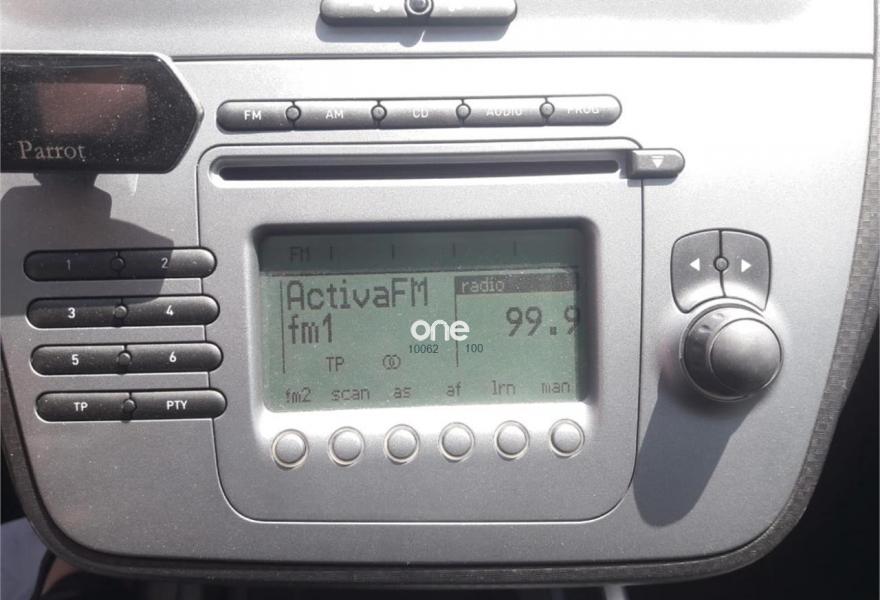 Parrot
FM AM CD AUDIO PROG
1 2
3 4
5 6
TP PTY
FM
ActivaFM
radio
fm1
99.9
one
10062 100
TP
fm2 scan as af lrn man